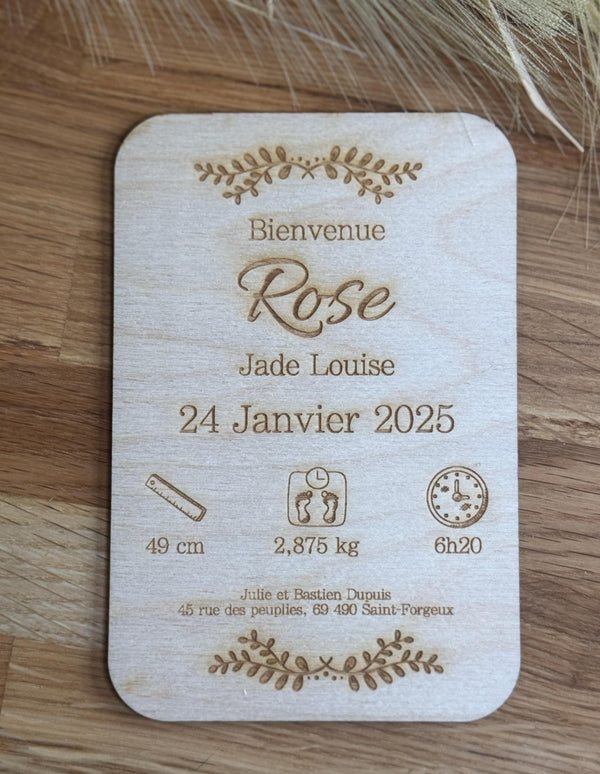 Bienvenue
Rose
Jade Louise
24 Janvier 2025
49 cm 2,875 kg 6h20
Julie et Bastien Dupuis
45 rue des peuplies, 69 490 Saint-Forgeux